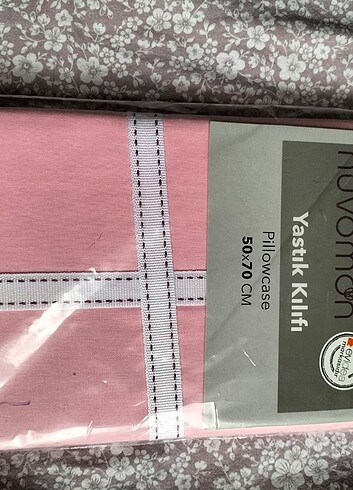 nuvomon
Yastık Kılıfı
Pillowcase
50x70 CM